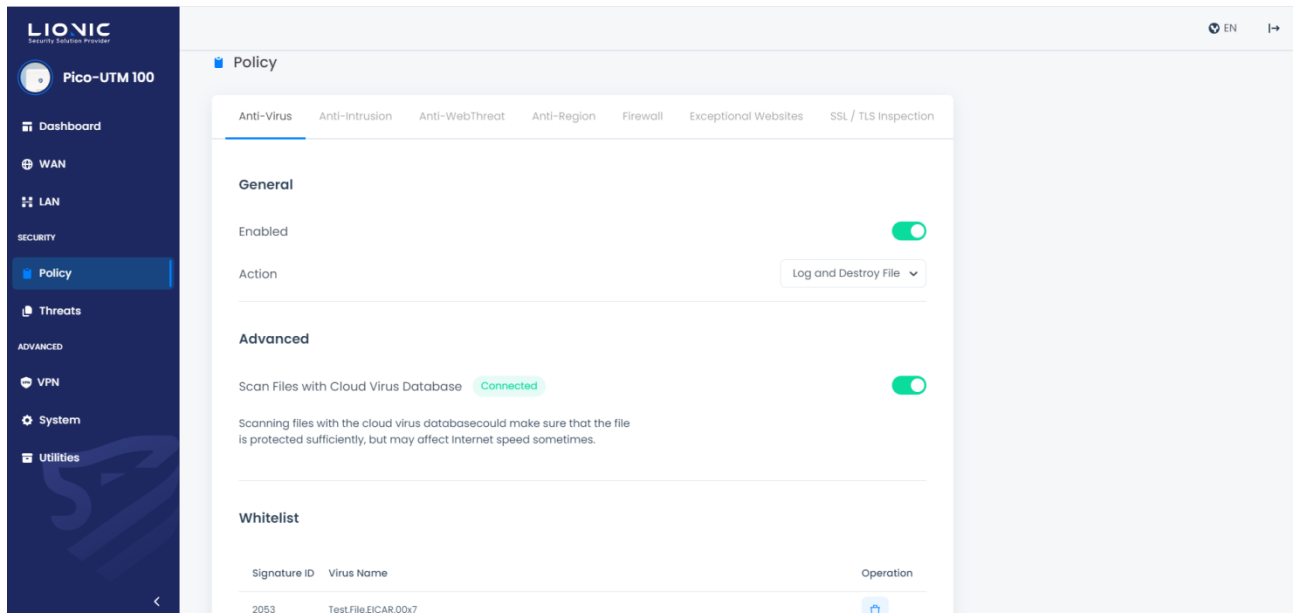 LIONIC
Security Solution Provider
EN
Pico-UTM 100
Dashboard
WAN
LAN
SECURITY
Policy
Threats
ADVANCED
VPN
System
Utilities
Policy
Anti-Virus Anti-Intrusion Anti-WebThreat Anti-Region Firewall Exceptional Websites SSL / TLS Inspection
General
Enabled
Action Log and Destroy File
Advanced
Scan Files with Cloud Virus Database Connected
Scanning files with the cloud virus databasecould make sure that the file
is protected sufficiently, but may affect Internet speed sometimes.
Whitelist
Signature ID Virus Name Operation
2053 Test.File.EICAR.00x7